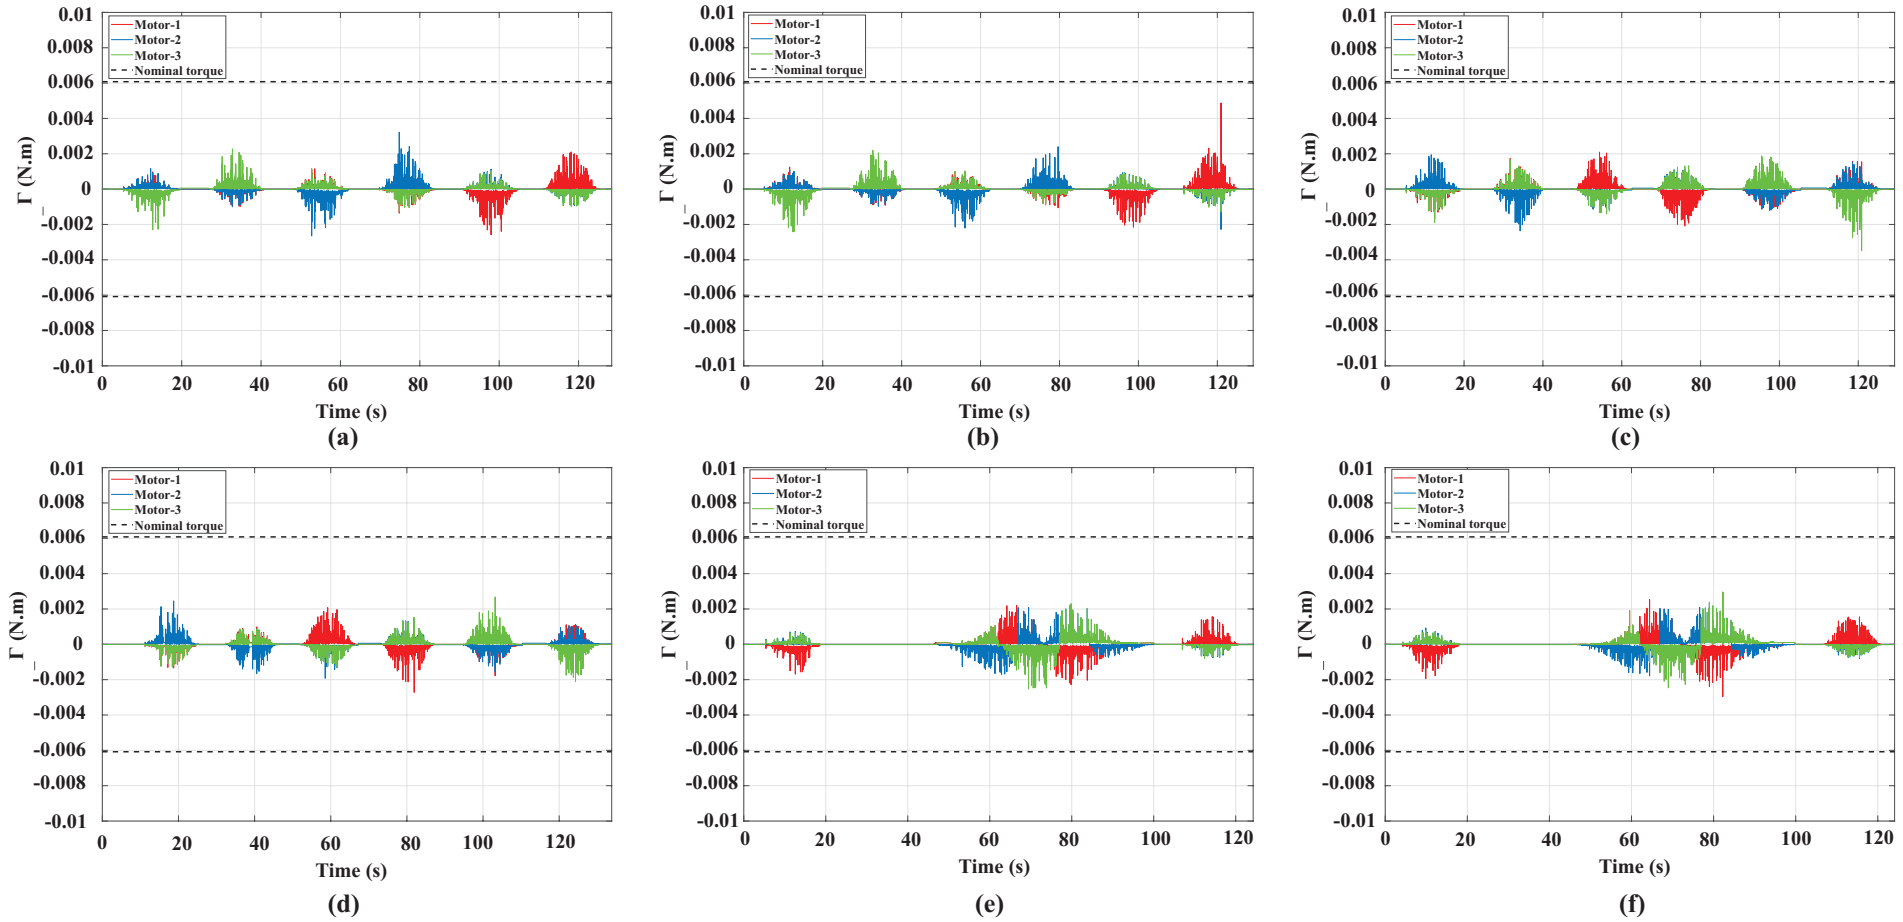 0.01
0.008
0.006
0.004
0.002
0
-0.002
-0.004
-0.006
-0.008
-0.01
Γ_ (N.m)
Motor-1
Motor-2
Motor-3
Nominal torque
0 20 40 60 80 100 120
Time (s)
(a)
0.01
0.008
0.006
0.004
0.002
0
-0.002
-0.004
-0.006
-0.008
-0.01
Γ_ (N.m)
Motor-1
Motor-2
Motor-3
Nominal torque
0 20 40 60 80 100 120
Time (s)
(b)
0.01
0.008
0.006
0.004
0.002
0
-0.002
-0.004
-0.006
-0.008
-0.01
Γ_ (N.m)
Motor-1
Motor-2
Motor-3
Nominal torque
0 20 40 60 80 100 120
Time (s)
(c)
0.01
0.008
0.006
0.004
0.002
0
-0.002
-0.004
-0.006
-0.008
-0.01
Γ_ (N.m)
Motor-1
Motor-2
Motor-3
Nominal torque
0 20 40 60 80 100 120
Time (s)
(d)
0.01
0.008
0.006
0.004
0.002
0
-0.002
-0.004
-0.006
-0.008
-0.01
Γ_ (N.m)
Motor-1
Motor-2
Motor-3
Nominal torque
0 20 40 60 80 100 120
Time (s)
(e)
0.01
0.008
0.006
0.004
0.002
0
-0.002
-0.004
-0.006
-0.008
-0.01
Γ_ (N.m)
Motor-1
Motor-2
Motor-3
Nominal torque
0 20 40 60 80 100 120
Time (s)
(f)